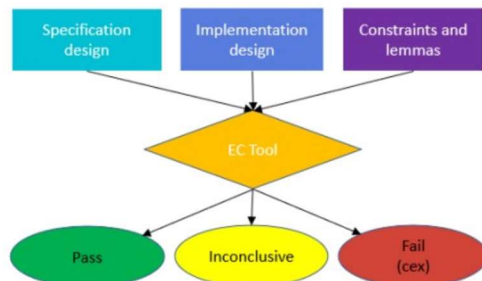 Specification
design
Implementation
design
Constraints and
lemmas
EC Tool
Pass
Inconclusive
Fail
(cex)